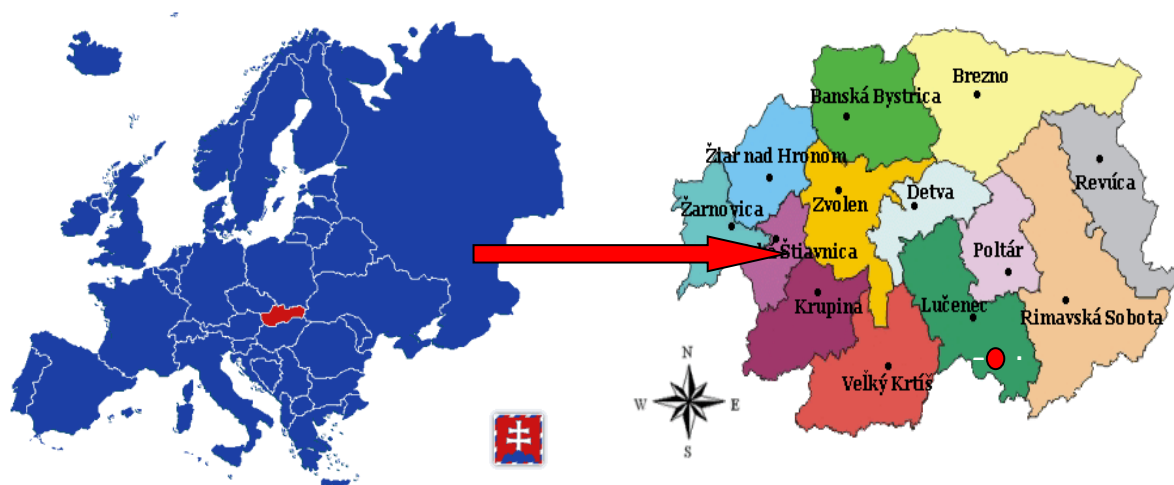 Brezno
Banská Bystrica
Žiar nad Hronom
Revúca
Detva
Zvolen
Žarnovica
Štiavnica
Poltár
Krupina
Lučenec
Rimavská Sobota
Veľký Krtíš
N
W
E
S